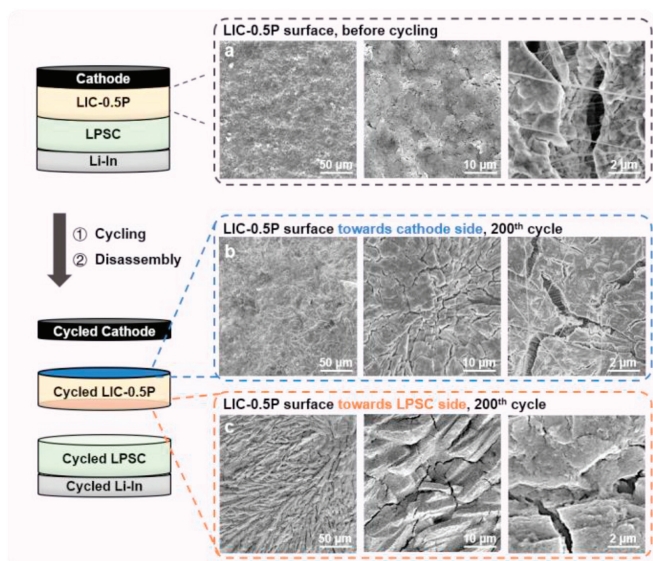 LIC-0.5P surface, before cycling
a
50 μm
10 μm
2 μm
Cathode
LIC-0.5P
LPSC
Li-In
① Cycling
② Disassembly
LIC-0.5P surface towards cathode side, 200th cycle
b
50 μm
10 μm
2 μm
Cycled Cathode
Cycled LIC-0.5P
Cycled LPSC
Cycled Li-In
LIC-0.5P surface towards LPSC side, 200th cycle
c
50 μm
10 μm
2 μm